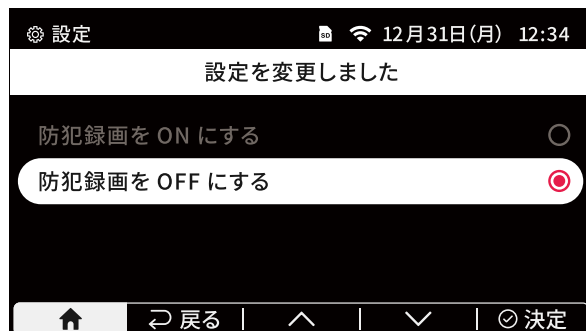 設定 SD 12月31日(月) 12:34
設定を変更しました
防犯録画を ON にする
防犯録画を OFF にする
戻る 決定